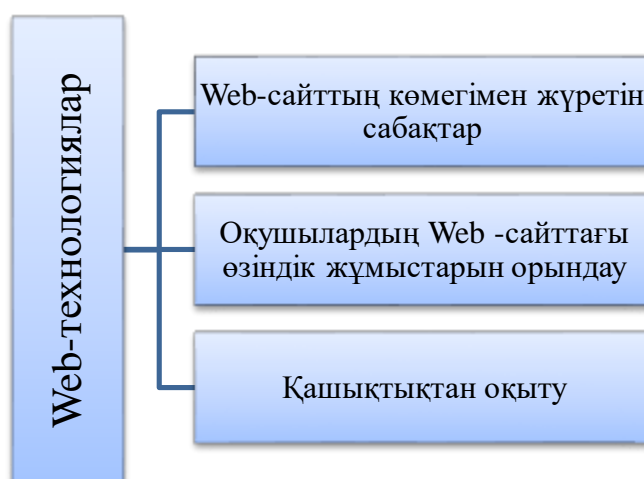 Web-технологиялар
Web-сайттың көмегімен жүретін
сабақтар
Оқушылардың Web -сайттағы
өзіндік жұмыстарын орындау
Қашықтықтан оқыту